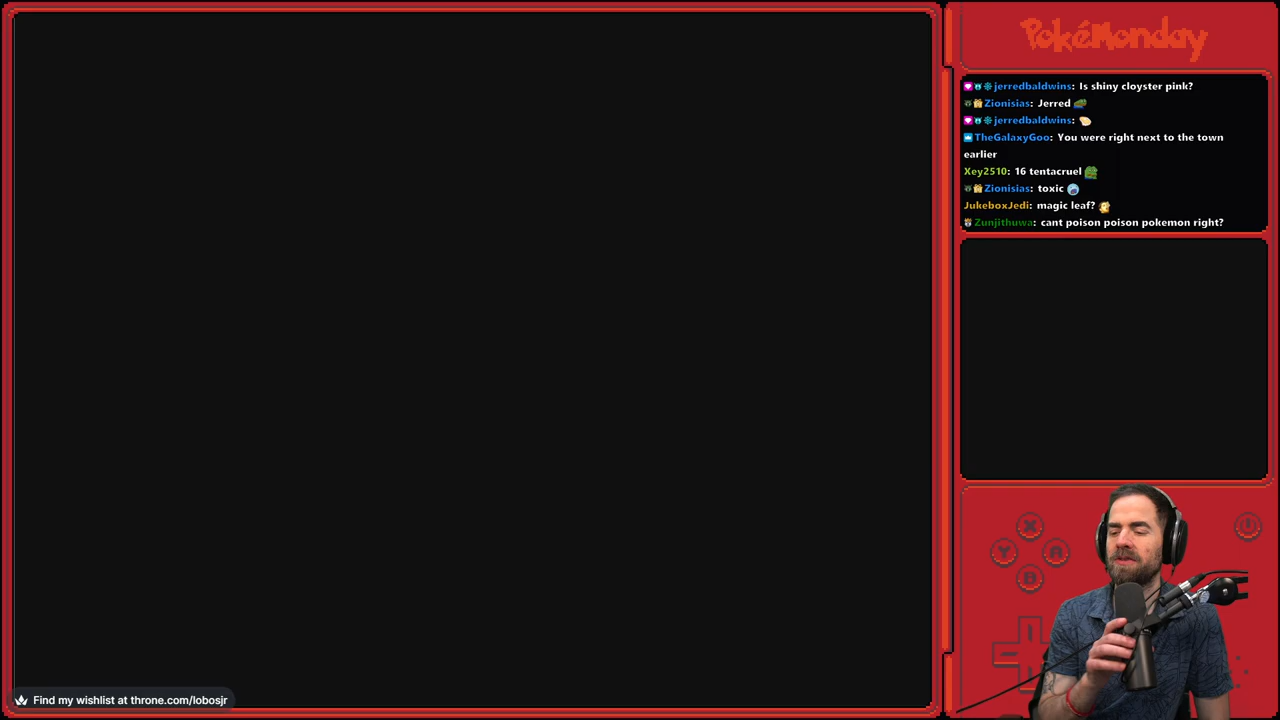 PokéMonday
jerredbaldwins: Is shiny cloyster pink?
Zionisias: Jerred
jerredbaldwins:
TheGalaxyGoo: You were right next to the town
earlier
Xey2510: 16 tentacruel
Zionisias: toxic
JukeboxJedi: magic leaf?
Zunjithuwa: cant poison poison pokemon right?
X
Y A
B
Find my wishlist at throne.com/lobosjr